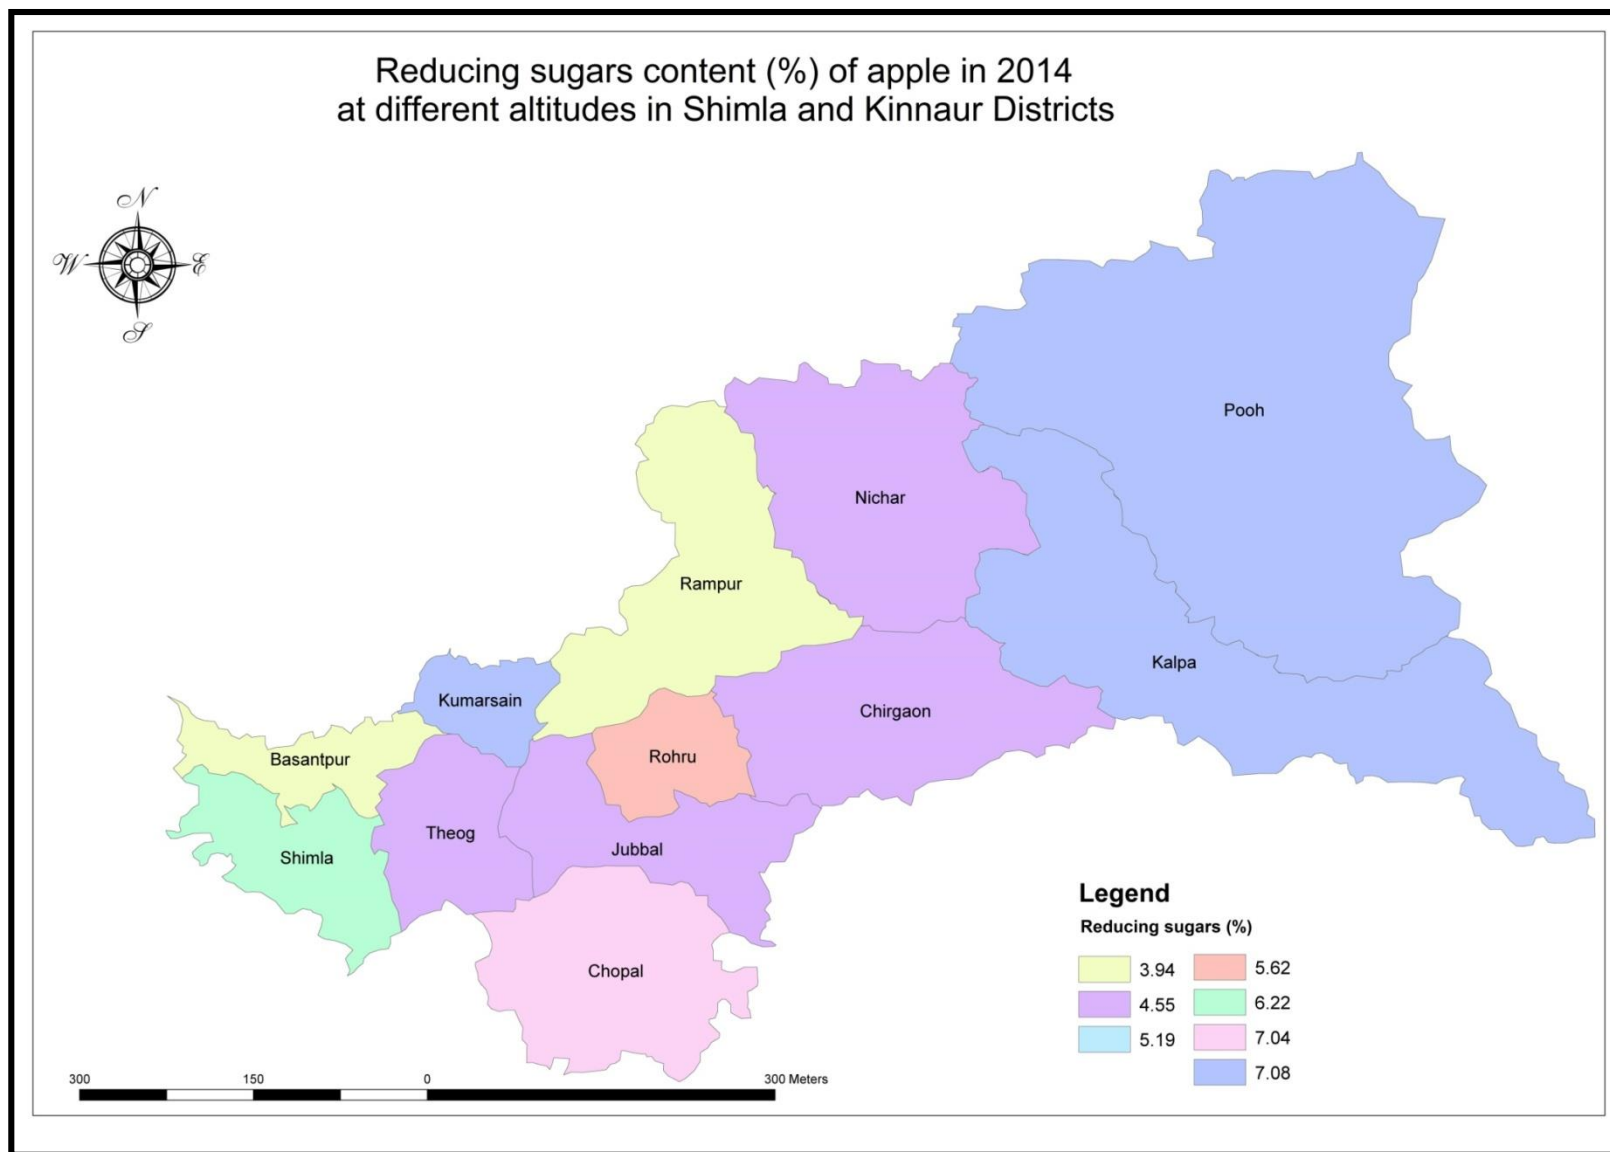 Reducing sugars content (%) of apple in 2014
at different altitudes in Shimla and Kinnaur Districts
N
W
E
S
Pooh
Nichar
Rampur
Kalpa
Kumarsain
Chirgaon
Basantpur
Rohru
Theog
Jubbal
Shimla
Chopal
Legend
Reducing sugars (%)
3.94
4.55
5.19
5.62
6.22
7.04
7.08
300 150 0 300 Meters